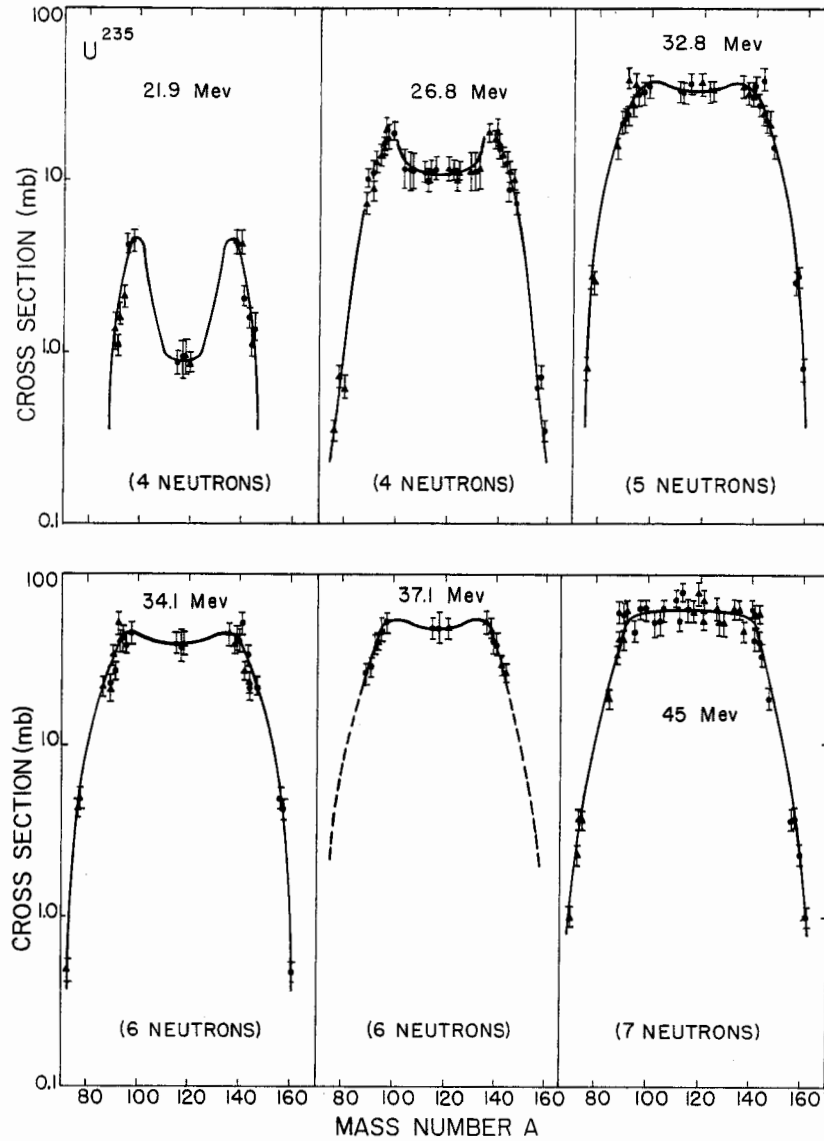 100
U²³⁵
21.9 Mev
26.8 Mev
32.8 Mev
10
1.0
0.1
CROSS SECTION (mb)
(4 NEUTRONS)
(4 NEUTRONS)
(5 NEUTRONS)
100
34.1 Mev
37.1 Mev
45 Mev
10
1.0
0.1
CROSS SECTION (mb)
(6 NEUTRONS)
(6 NEUTRONS)
(7 NEUTRONS)
80 100 120 140 160 80 100 120 140 160 80 100 120 140 160
MASS NUMBER A